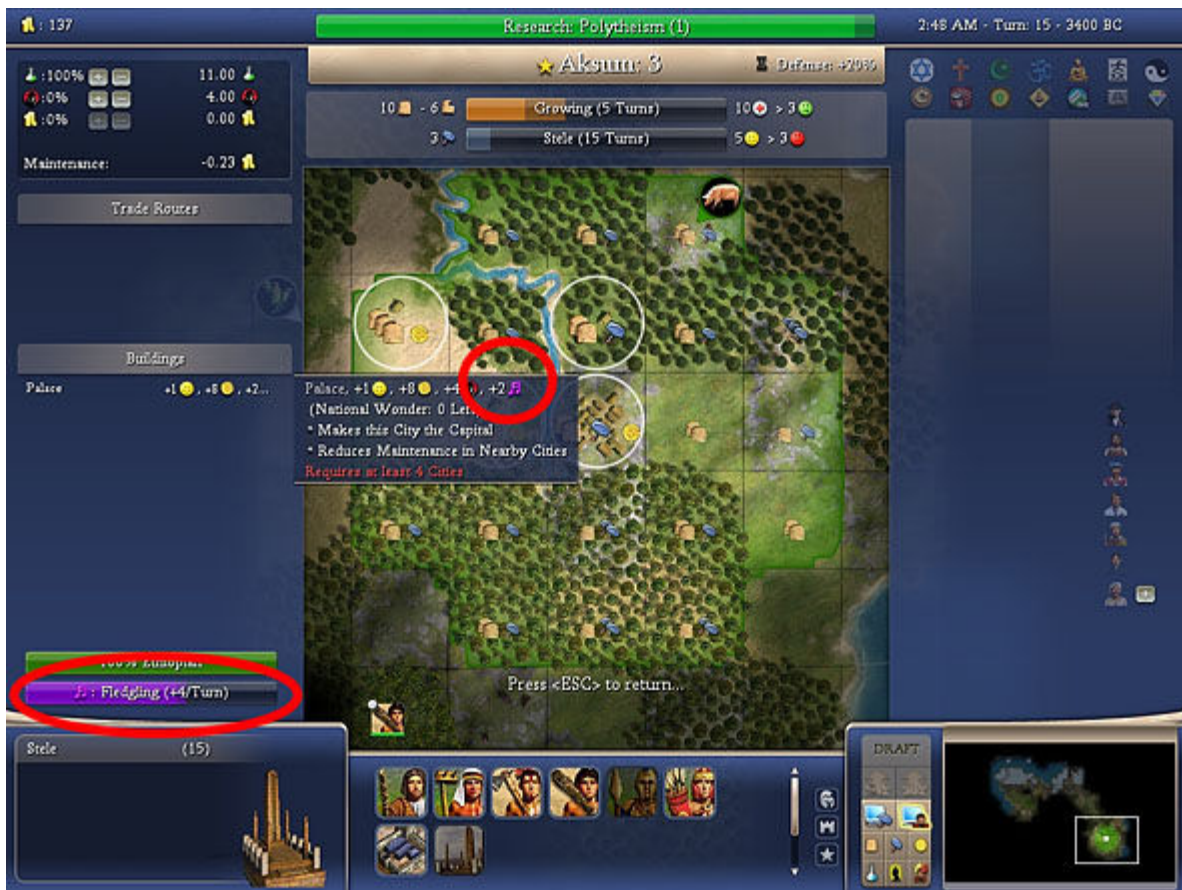 : 137
Research: Polytheism (1)
2:48 AM - Turn: 15 - 3400 BC
:100% 11.00
:0% 4.00
:0% 0.00
Maintenance: -0.23
Aksum: 3
Defense: +20%
10 - 6 Growing (5 Turns) 10 > 3
3 Stele (15 Turns) 5 > 3
Trade Routes
Buildings
Palace +1 , +8 , +2...
Palace, +1 , +8 , +4 , +2
(National Wonder: 0 Left)
* Makes this City the Capital
* Reduces Maintenance in Nearby Cities
Requires at least 4 Cities
100% Ethiopian
: Fledgling (+4/Turn)
Press <ESC> to return...
Stele (15)
DRAFT